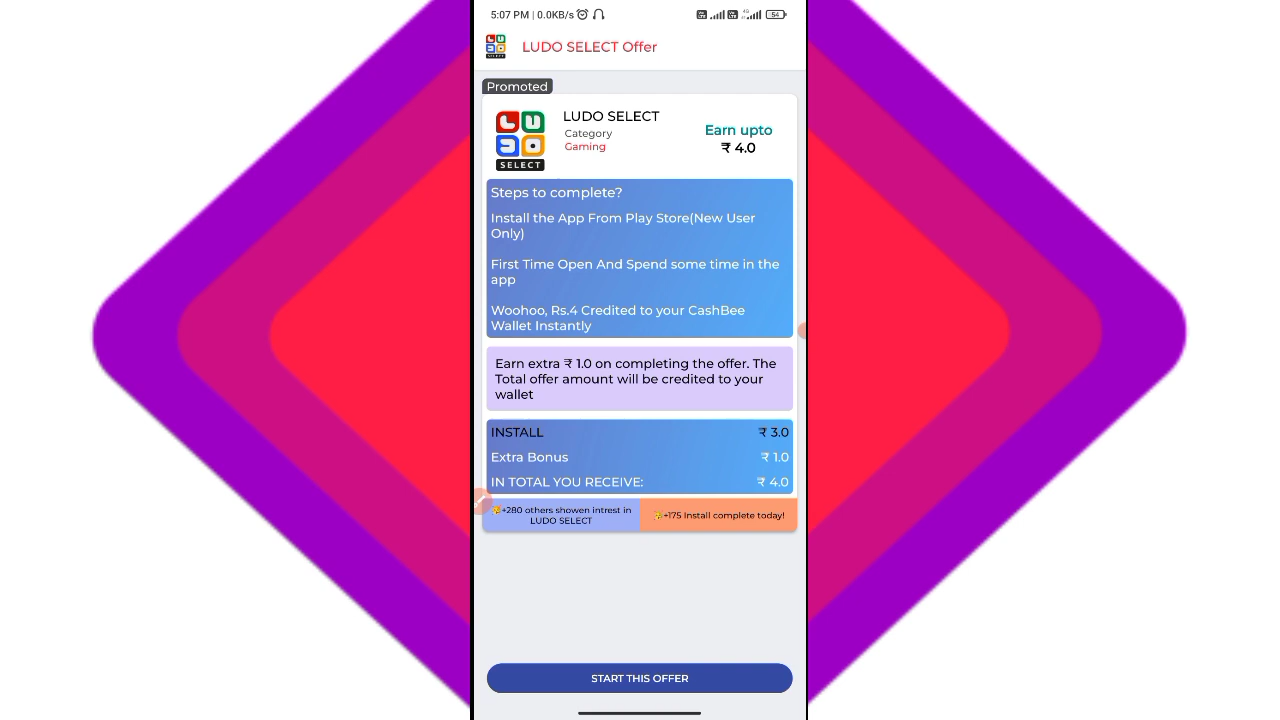 5:07 PM | 0.0KB/s
4G
54
LUDO SELECT Offer
Promoted
LUDO
SELECT
LUDO SELECT
Category
Gaming
Earn upto
₹ 4.0
Steps to complete?
Install the App From Play Store(New User
Only)
First Time Open And Spend some time in the
app
Woohoo, Rs.4 Credited to your CashBee
Wallet Instantly
Earn extra ₹ 1.0 on completing the offer. The
Total offer amount will be credited to your
wallet
INSTALL ₹ 3.0
Extra Bonus ₹ 1.0
IN TOTAL YOU RECEIVE: ₹ 4.0
+280 others showen intrest in
LUDO SELECT
+175 Install complete today!
START THIS OFFER